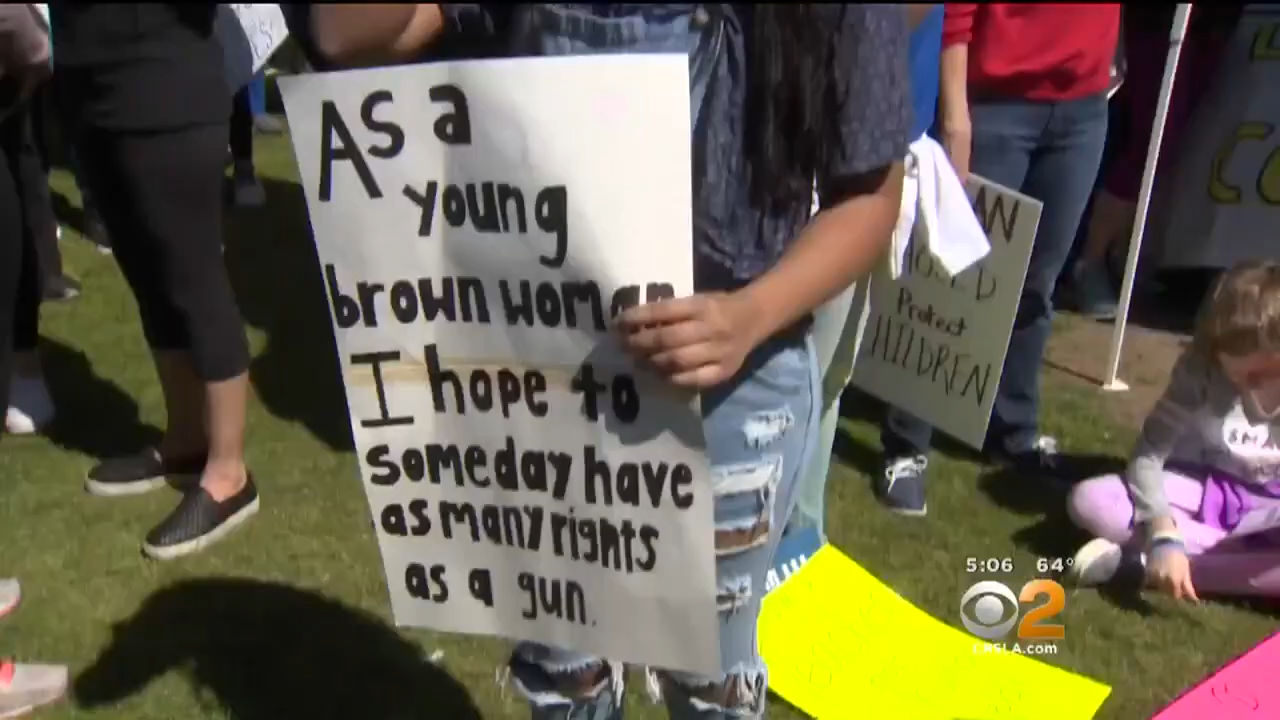 As a
young
brown woman
I hope to
someday have
as many rights
as a gun.
Protect
CHILDREN
5:06 64°
2
CBSLA.com